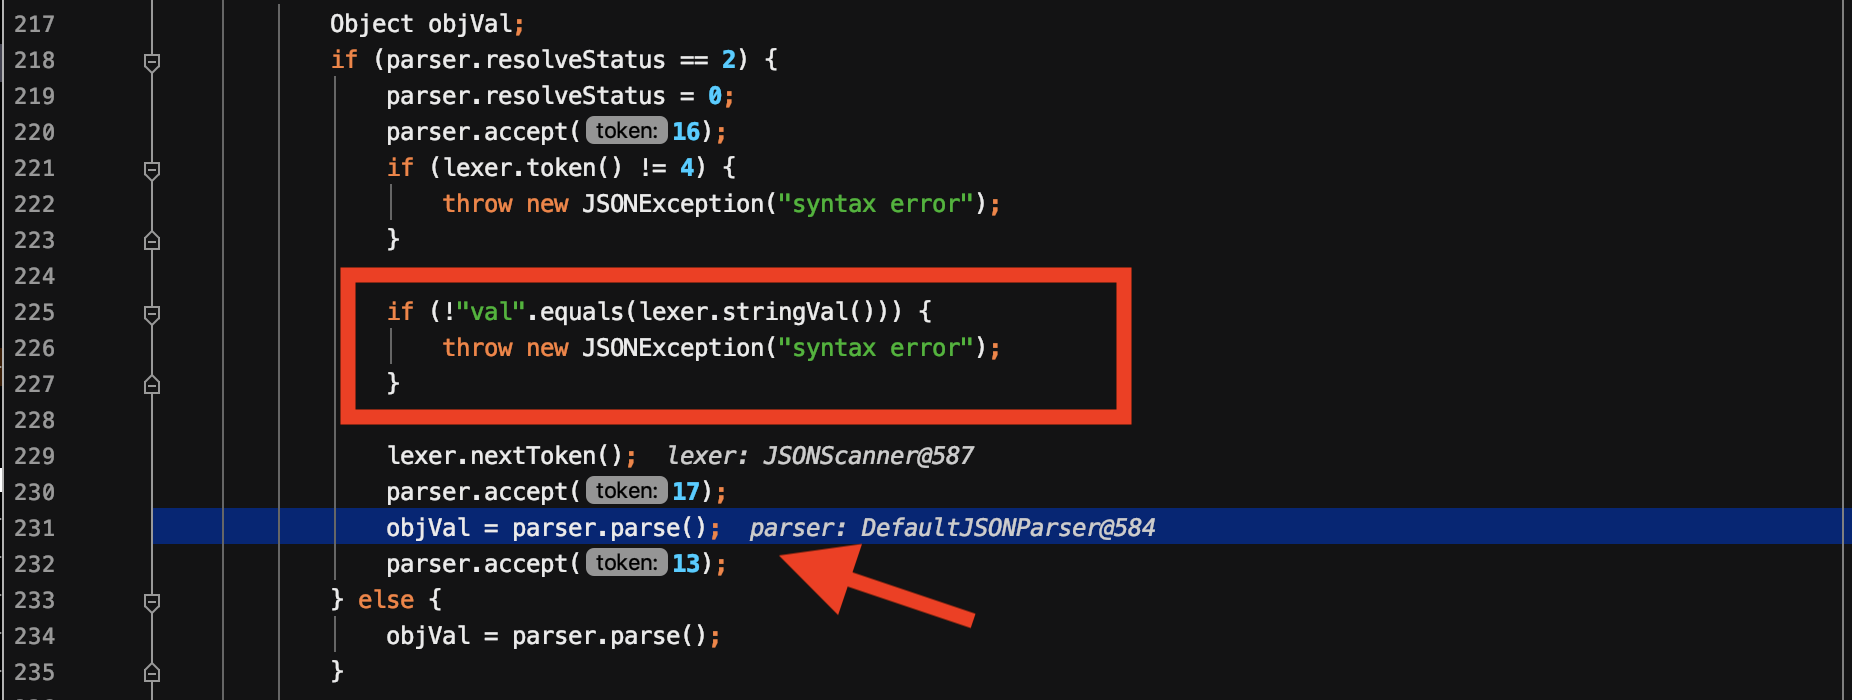 217 Object objVal;
218 if (parser.resolveStatus == 2) {
219 parser.resolveStatus = 0;
220 parser.accept( token: 16);
221 if (lexer.token() != 4) {
222 throw new JSONException("syntax error");
223 }
224
225 if (!"val".equals(lexer.stringVal())) {
226 throw new JSONException("syntax error");
227 }
228
229 lexer.nextToken(); lexer: JSONScanner@587
230 parser.accept( token: 17);
231 objVal = parser.parse(); parser: DefaultJSONParser@584
232 parser.accept( token: 13);
233 } else {
234 objVal = parser.parse();
235 }